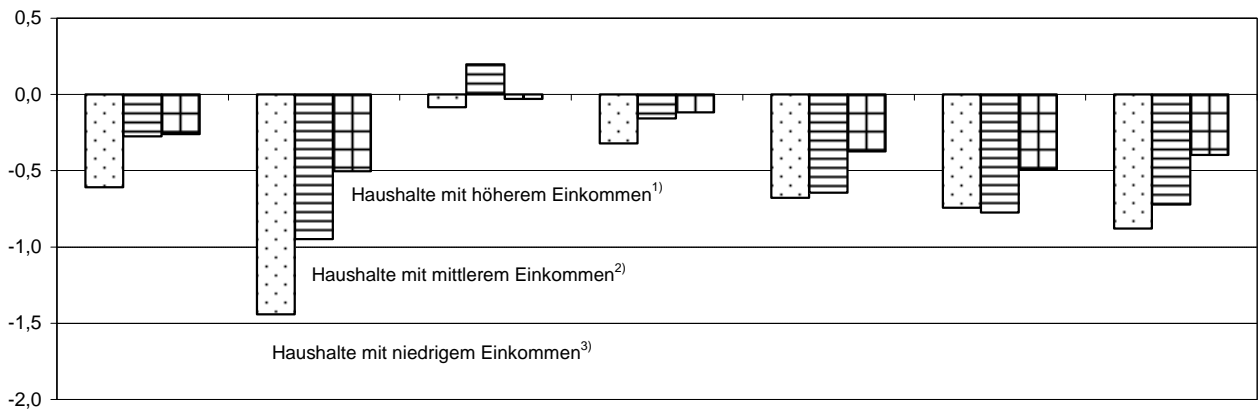 0,5
0,0
-0,5
Haushalte mit höherem Einkommen1)
-1,0
Haushalte mit mittlerem Einkommen2)
-1,5
Haushalte mit niedrigem Einkommen3)
-2,0